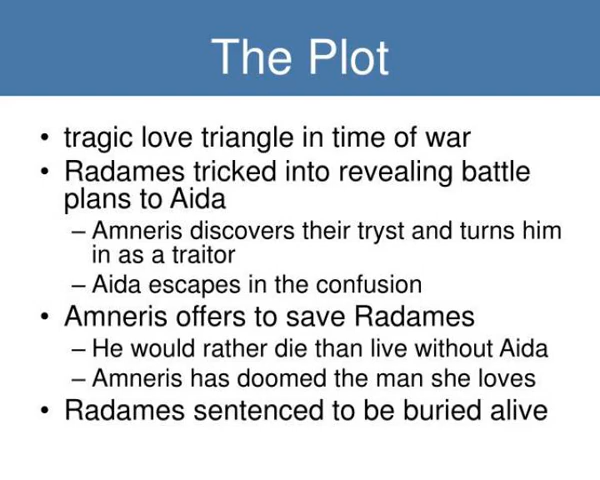 The Plot
• tragic love triangle in time of war
• Radames tricked into revealing battle
plans to Aida
– Amneris discovers their tryst and turns him
in as a traitor
– Aida escapes in the confusion
• Amneris offers to save Radames
– He would rather die than live without Aida
– Amneris has doomed the man she loves
• Radames sentenced to be buried alive